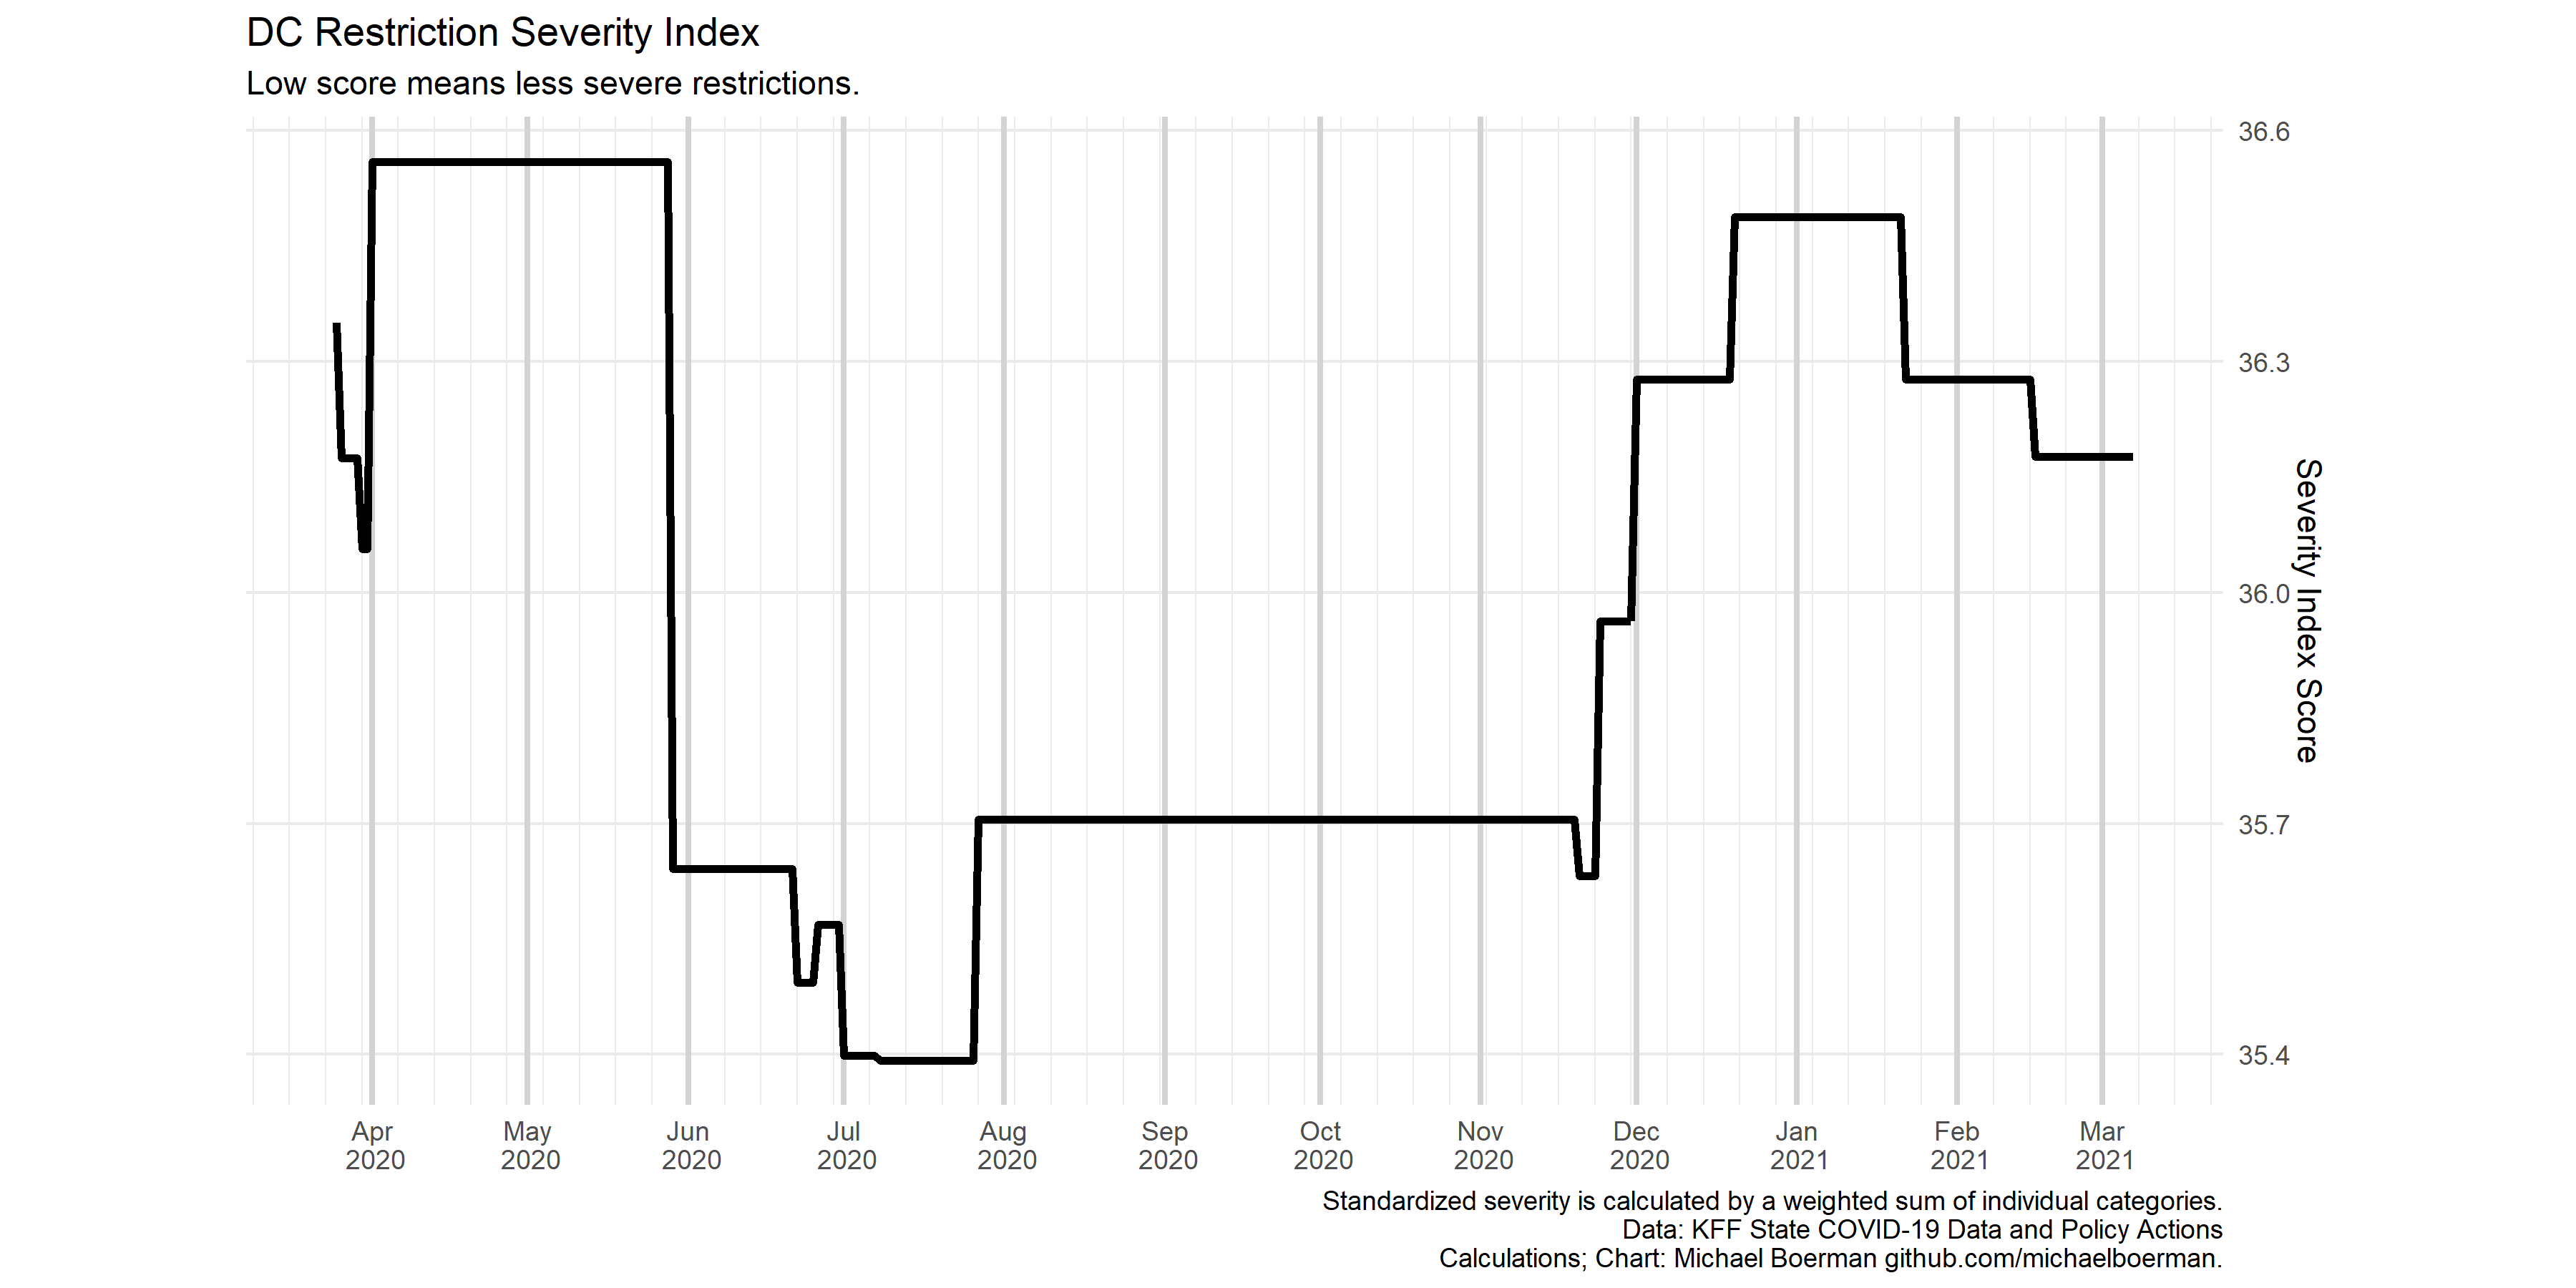 DC Restriction Severity Index
Low score means less severe restrictions.
36.6
36.3
36.0
35.7
35.4
Severity Index Score
Apr 2020
May 2020
Jun 2020
Jul 2020
Aug 2020
Sep 2020
Oct 2020
Nov 2020
Dec 2020
Jan 2021
Feb 2021
Mar 2021
Standardized severity is calculated by a weighted sum of individual categories.
Data: KFF State COVID-19 Data and Policy Actions
Calculations; Chart: Michael Boerman github.com/michaelboerman.